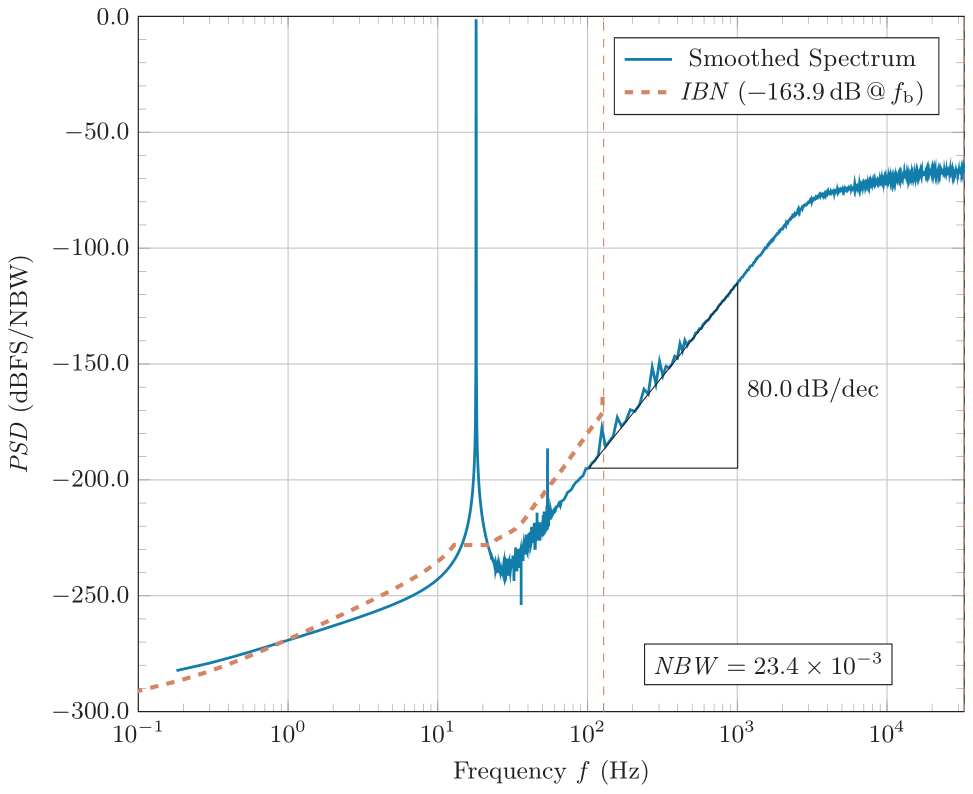 0.0
−50.0
−100.0
−150.0
−200.0
−250.0
−300.0
PSD (dBFS/NBW)
Smoothed Spectrum
IBN (−163.9 dB @ f_b)
80.0 dB/dec
NBW = 23.4 × 10⁻³
10⁻¹ 10⁰ 10¹ 10² 10³ 10⁴
Frequency f (Hz)